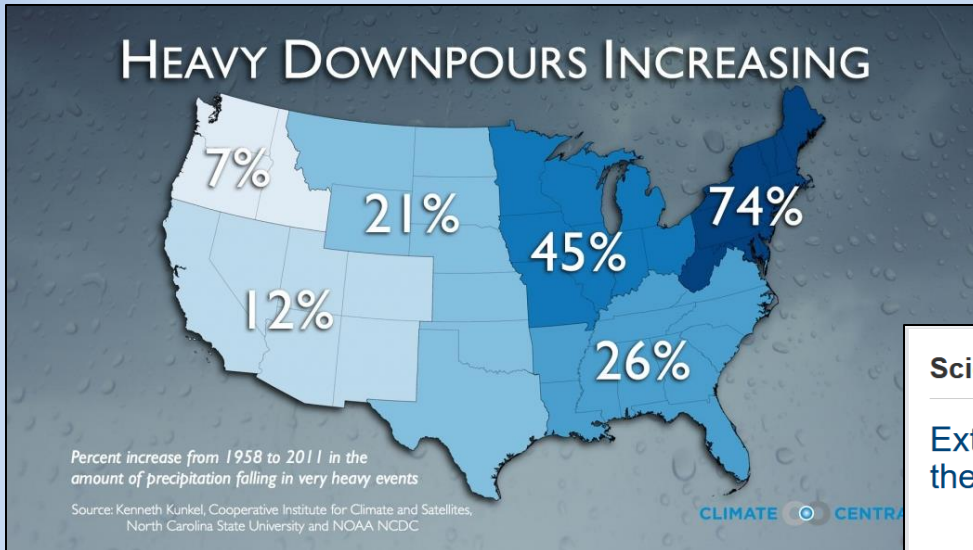 HEAVY DOWNPOURS INCREASING
7%
21%
74%
45%
12%
26%
Percent increase from 1958 to 2011 in the
amount of precipitation falling in very heavy events
Source: Kenneth Kunkel, Cooperative Institute for Climate and Satellites,
North Carolina State University and NOAA NCDC
CLIMATE CENTRA
Sci
Ext
the